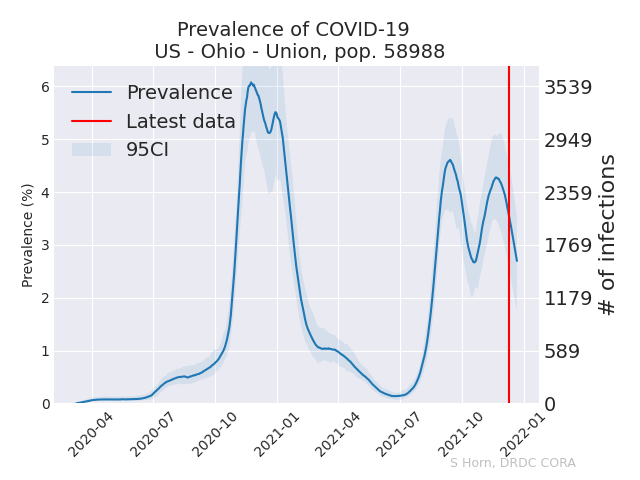 Prevalence of COVID-19
US - Ohio - Union, pop. 58988
Prevalence
Latest data
95CI
Prevalence (%)
6
5
4
3
2
1
0
3539
2949
2359
1769
1179
589
0
# of infections
2020-04
2020-07
2020-10
2021-01
2021-04
2021-07
2021-10
2022-01
S Horn, DRDC CORA